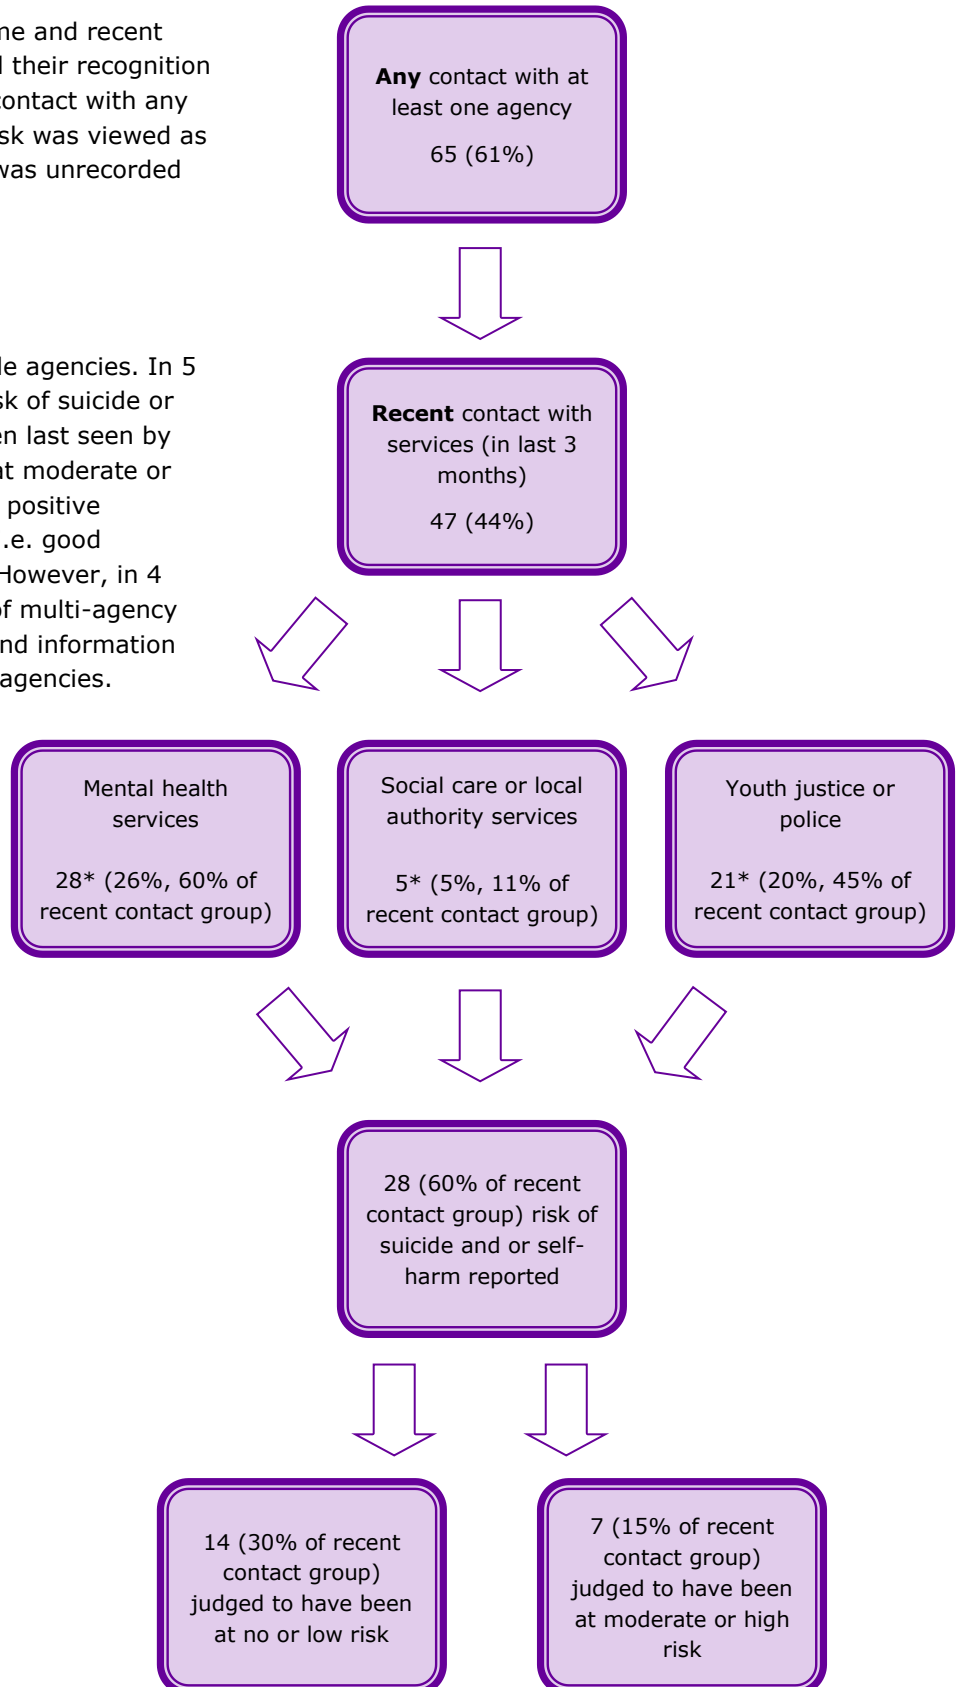 me and recent
d their recognition
contact with any
sk was viewed as
was unrecorded
Any contact with at
least one agency
65 (61%)
le agencies. In 5
sk of suicide or
en last seen by
at moderate or
positive
.e. good
However, in 4
of multi-agency
nd information
agencies.
Recent contact with
services (in last 3
months)
47 (44%)
Mental health
services
28* (26%, 60% of
recent contact group)
Social care or local
authority services
5* (5%, 11% of
recent contact group)
Youth justice or
police
21* (20%, 45% of
recent contact group)
28 (60% of recent
contact group) risk of
suicide and or self-
harm reported
14 (30% of recent
contact group)
judged to have been
at no or low risk
7 (15% of recent
contact group)
judged to have been
at moderate or high
risk